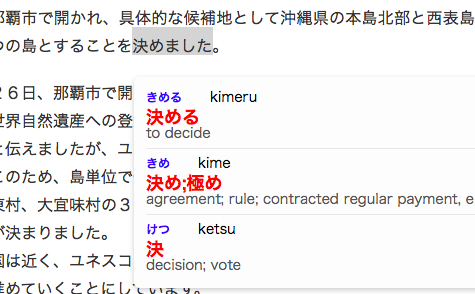 那覇市で開かれ、具体的な候補地として沖縄県の本島北部と西表島
つの島とすることを決めました。
２６日、那覇市で開
世界自然遺産への登
と伝えましたが、ユ
このため、島単位で
東村、大宜味村の３
が決まりました。
国は近く、ユネスコ
進めていくことにしています。
きめる kimeru
決める
to decide
きめ kime
決め;極め
agreement; rule; contracted regular payment, e
けつ ketsu
決
decision; vote